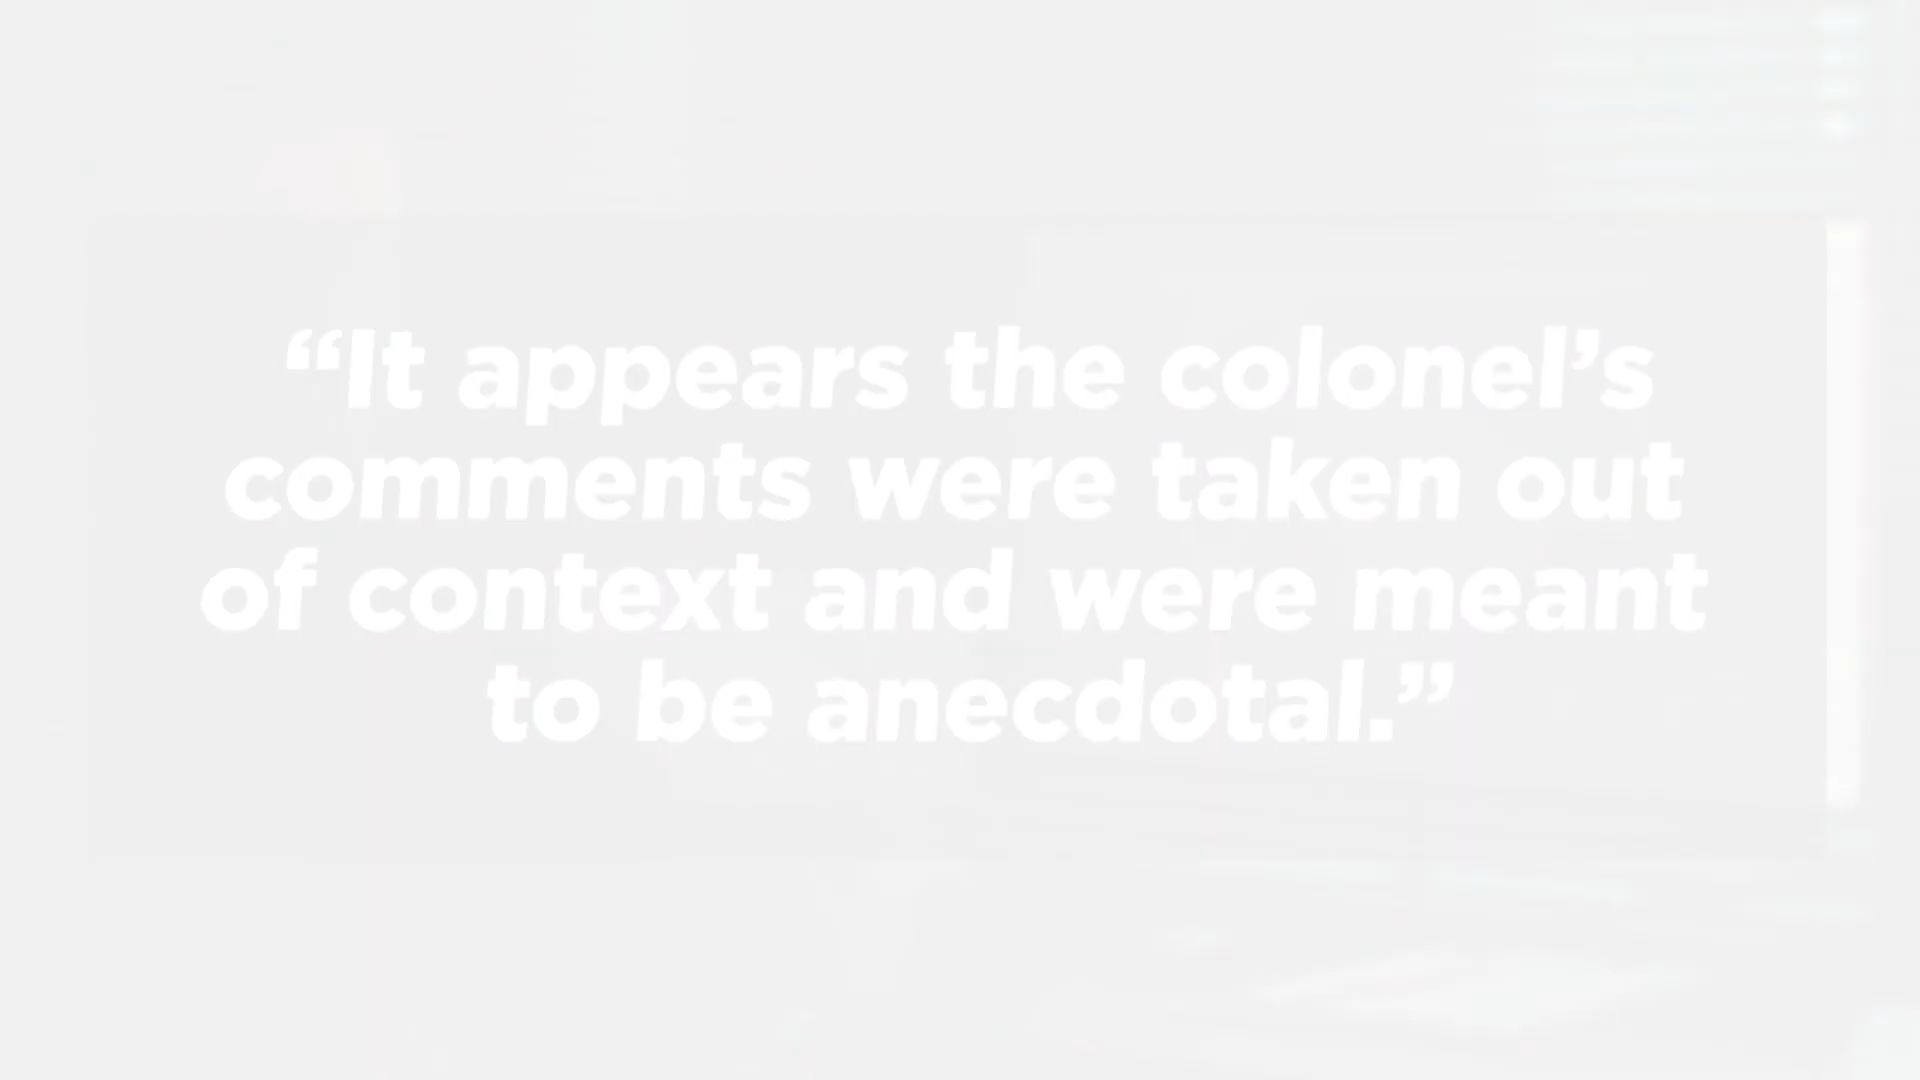 “It appears the colonel’s
comments were taken out
of context and were meant
to be anecdotal.”